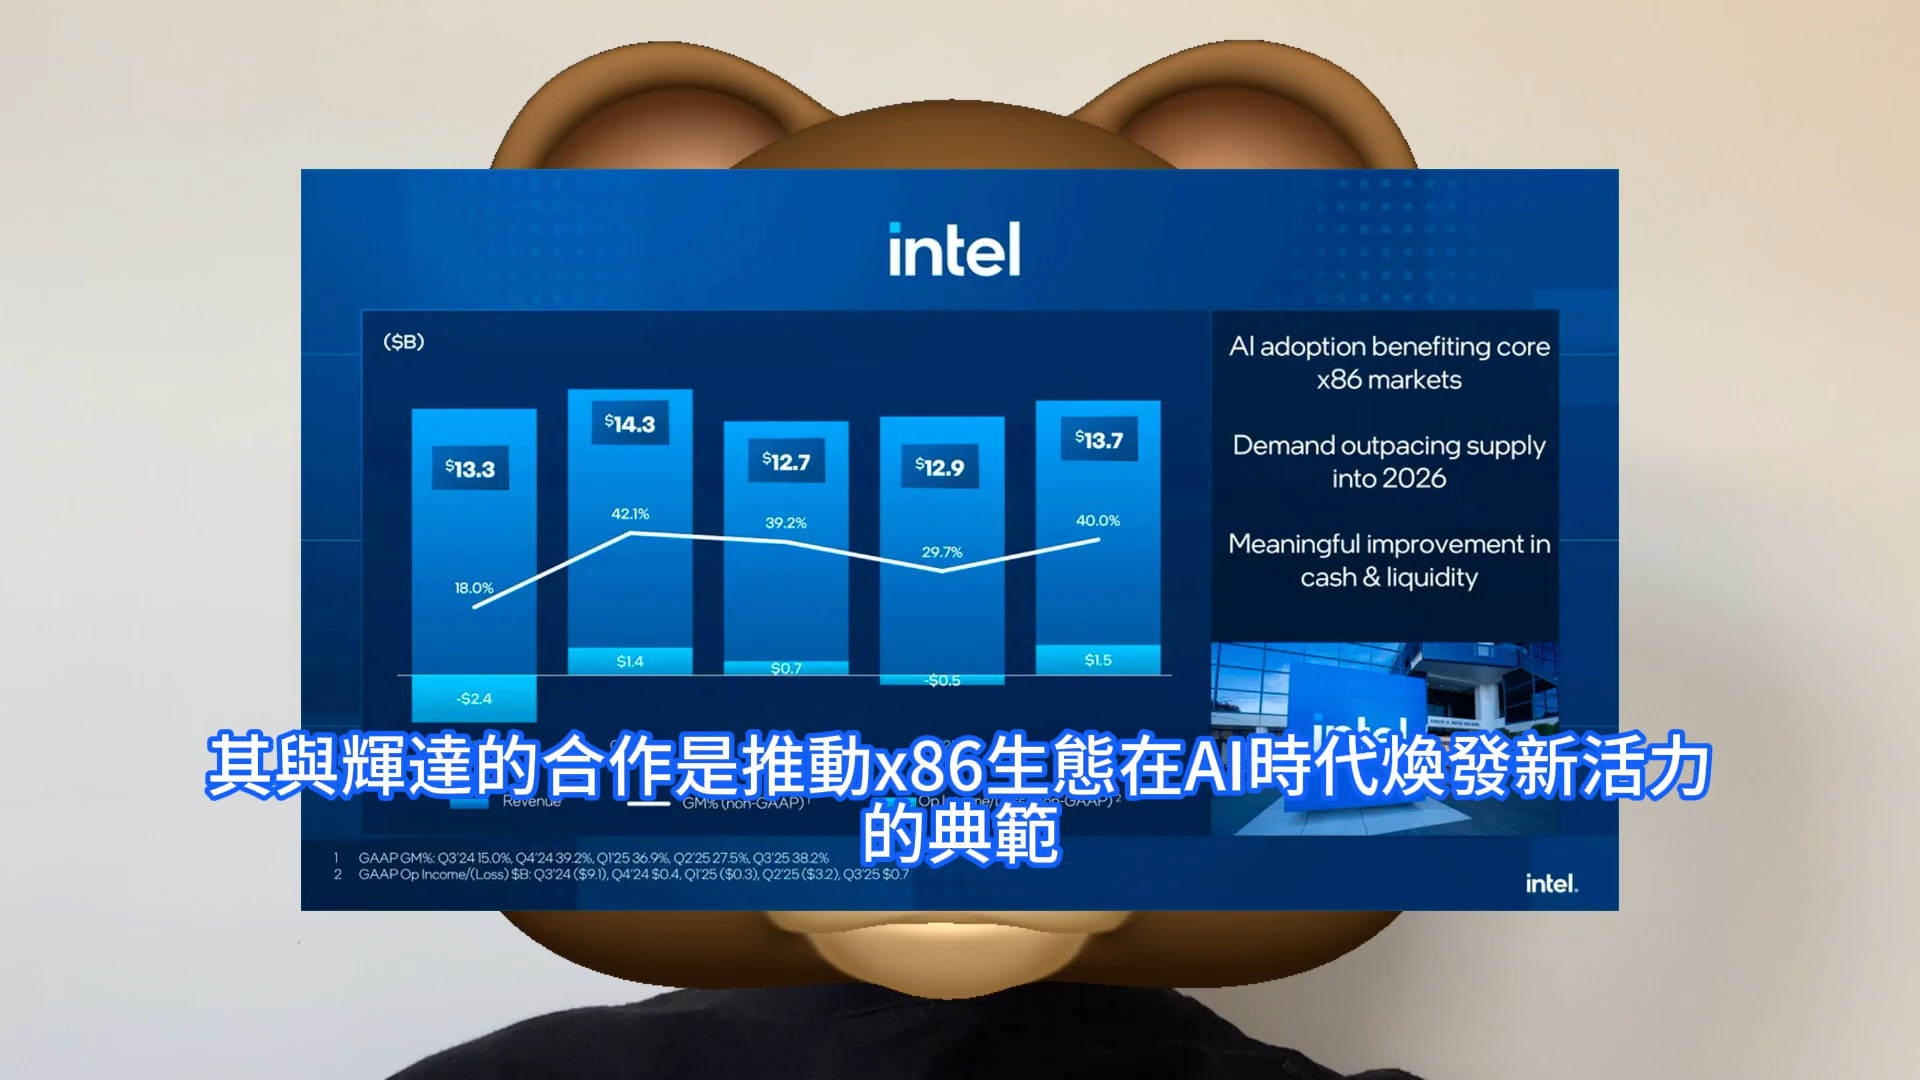 intel
($B)
AI adoption benefiting core
x86 markets
Demand outpacing supply
into 2026
Meaningful improvement in
cash & liquidity
$13.3
$14.3
$12.7
$12.9
$13.7
18.0%
42.1%
39.2%
29.7%
40.0%
-$2.4
$1.4
$0.7
-$0.5
$1.5
intel
其與輝達的合作是推動x86生態在AI時代煥發新活力
的典範
Revenue
GM% (non-GAAP)¹
1 GAAP GM%: Q3'24 15.0%, Q4'24 39.2%, Q1'25 36.9%, Q2'25 27.5%, Q3'25 38.2%
2 GAAP Op Income/(Loss) $B: Q3'24 ($9.1), Q4'24 $0.4, Q1'25 ($0.3), Q2'25 ($3.2), Q3'25 $0.7
intel.